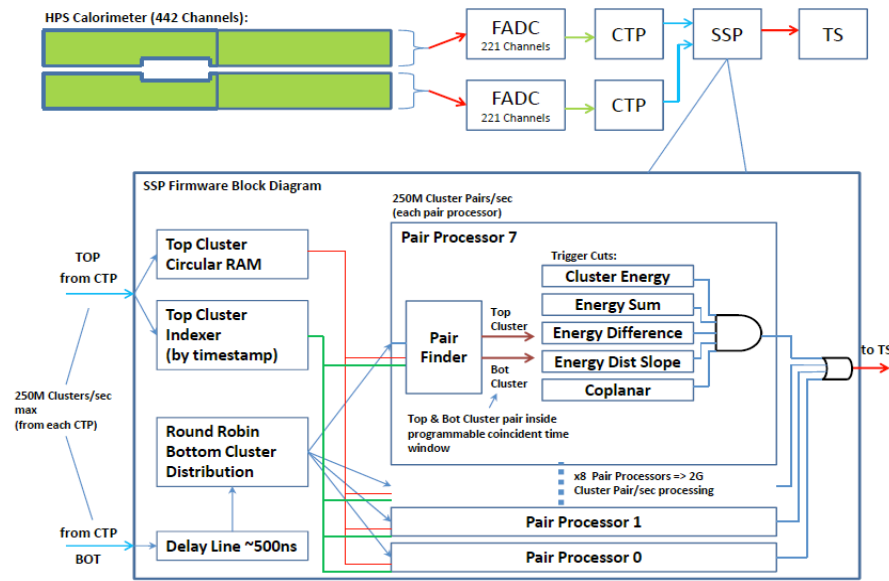 HPS Calorimeter (442 Channels):
FADC
221 Channels
CTP
SSP
TS
FADC
221 Channels
CTP
SSP Firmware Block Diagram
TOP
from CTP
250M Clusters/sec
max
(from each CTP)
from CTP
BOT
Top Cluster
Circular RAM
Top Cluster
Indexer
(by timestamp)
Round Robin
Bottom Cluster
Distribution
Delay Line ~500ns
250M Cluster Pairs/sec
(each pair processor)
Pair Processor 7
Pair
Finder
Top
Cluster
Bot
Cluster
Trigger Cuts:
Cluster Energy
Energy Sum
Energy Difference
Energy Dist Slope
Coplanar
Top & Bot Cluster pair inside
programmable coincident time
window
to TS
x8 Pair Processors => 2G
Cluster Pair/sec processing
Pair Processor 1
Pair Processor 0